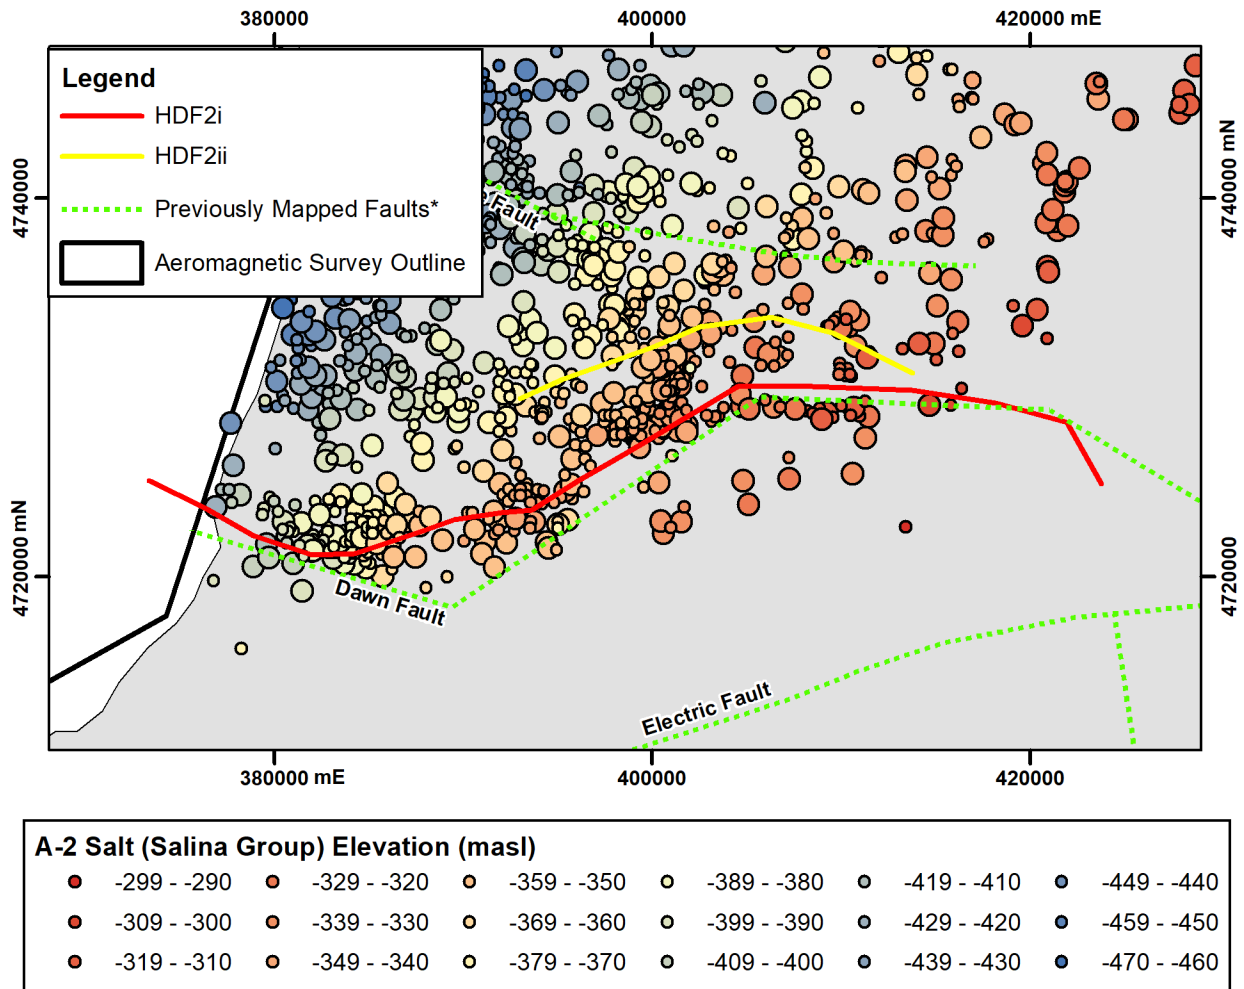 380000
400000
420000 mE
Legend
HDF2i
HDF2ii
Previously Mapped Faults*
Aeromagnetic Survey Outline
4740000
4740000 mN
Fault
4720000 mN
4720000
Dawn Fault
Electric Fault
380000 mE
400000
420000
A-2 Salt (Salina Group) Elevation (masl)
-299 - -290
-329 - -320
-359 - -350
-389 - -380
-419 - -410
-449 - -440
-309 - -300
-339 - -330
-369 - -360
-399 - -390
-429 - -420
-459 - -450
-319 - -310
-349 - -340
-379 - -370
-409 - -400
-439 - -430
-470 - -460